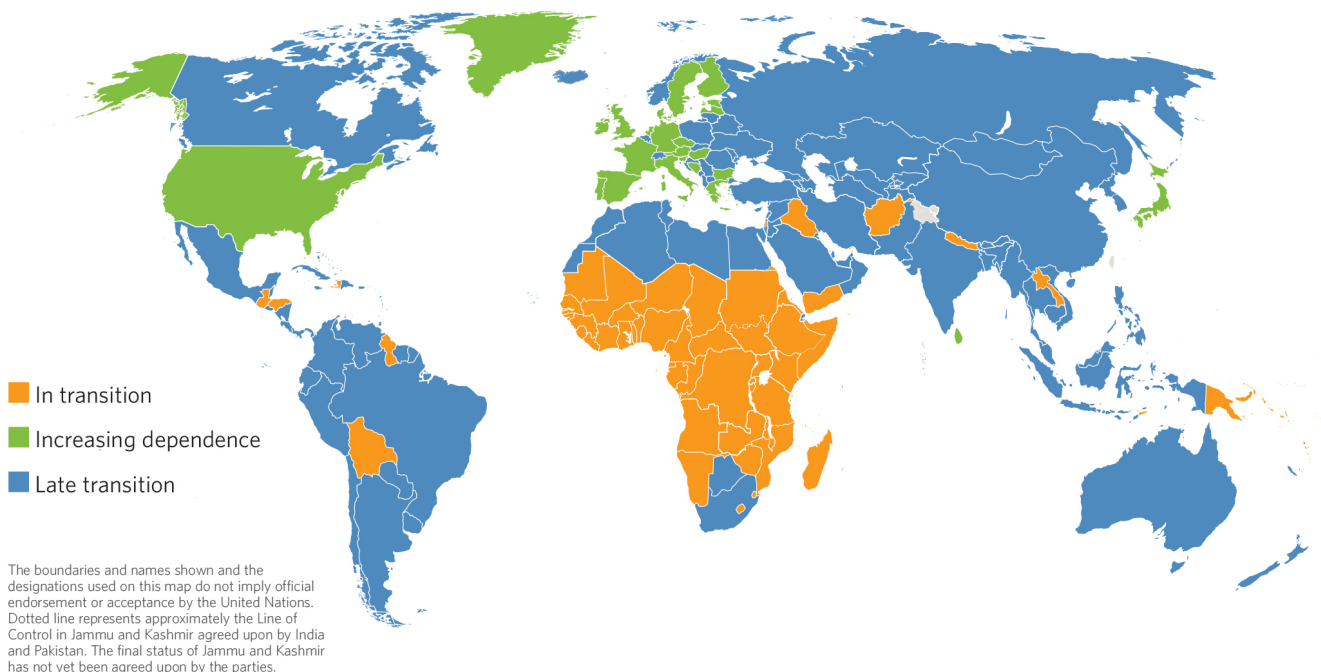 In transition
Increasing dependence
Late transition
The boundaries and names shown and the
designations used on this map do not imply official
endorsement or acceptance by the United Nations.
Dotted line represents approximately the Line of
Control in Jammu and Kashmir agreed upon by India
and Pakistan. The final status of Jammu and Kashmir
has not yet been agreed upon by the parties.